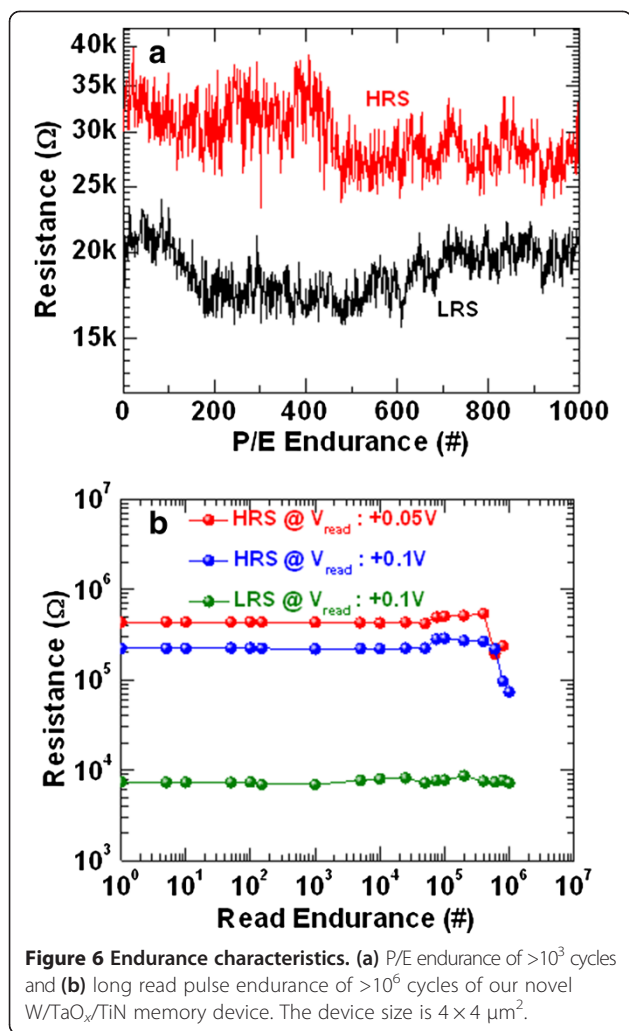 a
40k
35k
30k
25k
20k
15k
Resistance (Ω)
HRS
LRS
0 200 400 600 800 1000
P/E Endurance (#)
b
HRS @ V_read : +0.05V
HRS @ V_read : +0.1V
LRS @ V_read : +0.1V
10⁷
10⁶
10⁵
10⁴
10³
Resistance (Ω)
10⁰ 10¹ 10² 10³ 10⁴ 10⁵ 10⁶ 10⁷
Read Endurance (#)
Figure 6 Endurance characteristics. (a) P/E endurance of >10³ cycles
and (b) long read pulse endurance of >10⁶ cycles of our novel
W/TaOₓ/TiN memory device. The device size is 4 × 4 μm².